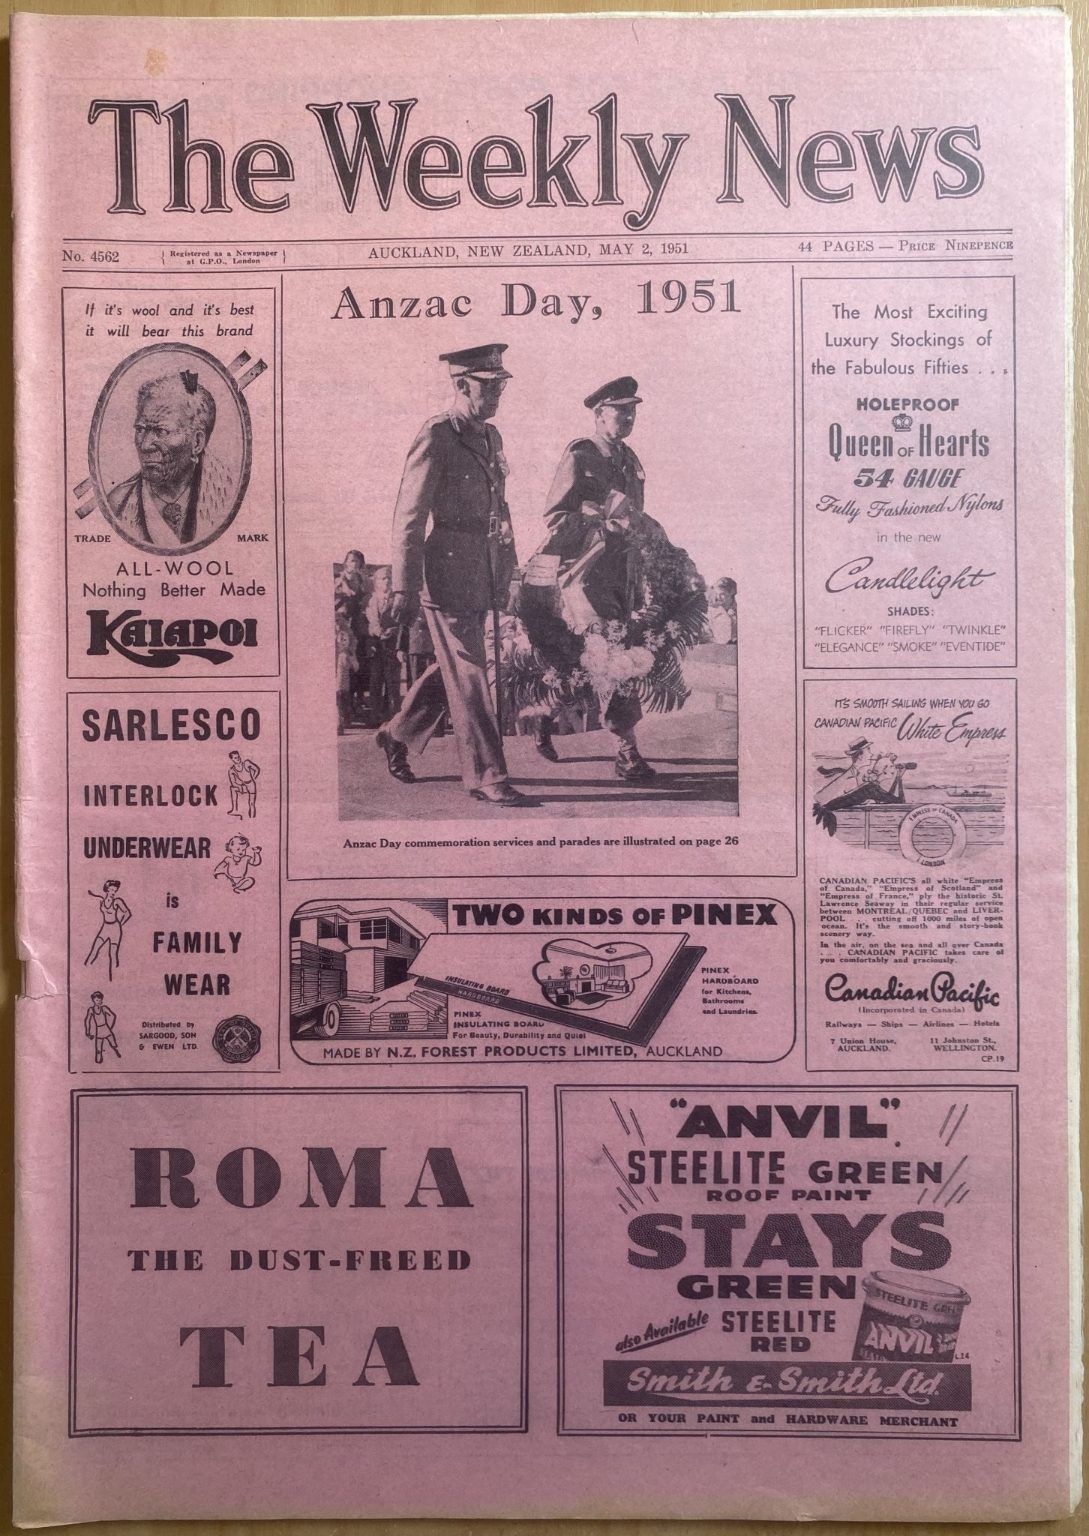 The Weekly News
No. 4562
Registered as a Newspaper
at G.P.O., London
AUCKLAND, NEW ZEALAND, MAY 2, 1951
44 PAGES — PRICE NINEPENCE
If it's wool and it's best
it will bear this brand
TRADE MARK
ALL-WOOL
Nothing Better Made
KAIAPOI
SARLESCO
INTERLOCK
UNDERWEAR
is
FAMILY
WEAR
Distributed by
SARGOOD, SON
& EWEN LTD
Anzac Day, 1951
Anzac Day commemoration services and parades are illustrated on page 26
TWO KINDS OF PINEX
INSULATING BOARD
HARDBOARD
PINEX
HARDBOARD
for Kitchens,
Bathrooms
and Laundries.
PINEX
INSULATING BOARD
For Beauty, Durability and Quiet
MADE BY N.Z. FOREST PRODUCTS LIMITED, AUCKLAND
The Most Exciting
Luxury Stockings of
the Fabulous Fifties . . .
HOLEPROOF
Queen OF Hearts
54 GAUGE
Fully Fashioned Nylons
in the new
Candlelight
SHADES:
"FLICKER" "FIREFLY" "TWINKLE"
"ELEGANCE" "SMOKE" "EVENTIDE"
IT'S SMOOTH SAILING WHEN YOU GO
CANADIAN PACIFIC White Empress
EMPRESS OF CANADA
LONDON
CANADIAN PACIFIC'S all white "Empress
of Canada," "Empress of Scotland" and
"Empress of France," ply the historic St.
Lawrence Seaway in their regular service
between MONTREAL/QUEBEC and LIVER-
POOL . . . cutting off 1000 miles of open
ocean. It's the smooth and story-book
scenery way.
In the air, on the sea and all over Canada
. . . CANADIAN PACIFIC takes care of
you comfortably and graciously.
Canadian Pacific
(Incorporated in Canada)
Railways — Ships — Airlines — Hotels
7 Union House,
AUCKLAND.
11 Johnston St.,
WELLINGTON.
CP.19
ROMA
THE DUST-FREED
TEA
"ANVIL"
STEELITE GREEN
ROOF PAINT
STAYS
GREEN
also Available STEELITE
RED
STEELITE GREEN
ANVIL
Smith & Smith Ltd.
OR YOUR PAINT and HARDWARE MERCHANT